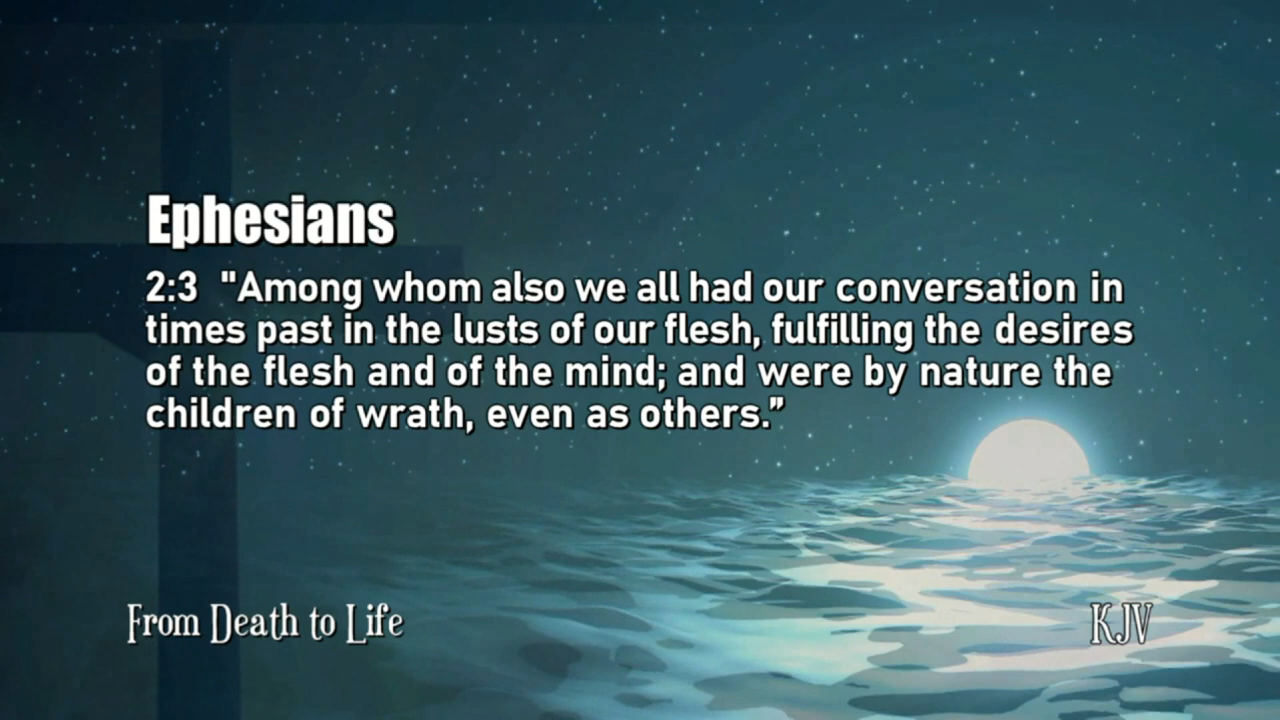 Ephesians
2:3 "Among whom also we all had our conversation in
times past in the lusts of our flesh, fulfilling the desires
of the flesh and of the mind; and were by nature the
children of wrath, even as others.”
From Death to Life
KJV